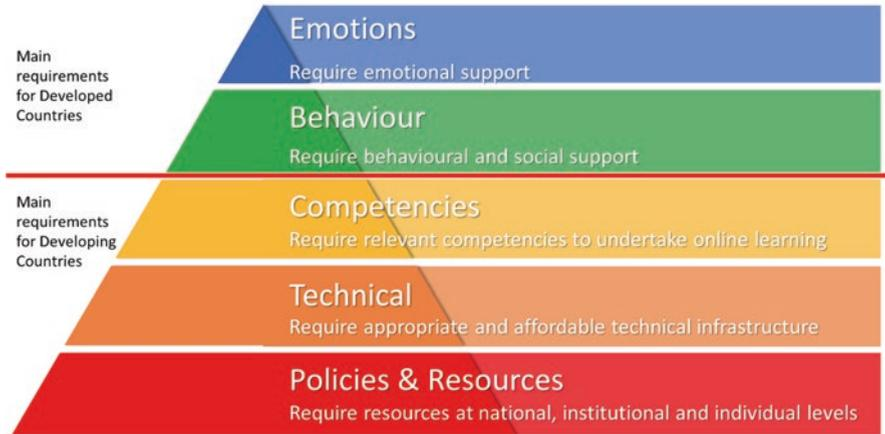 Main
requirements
for Developed
Countries
Emotions
Require emotional support
Behaviour
Require behavioural and social support
Main
requirements
for Developing
Countries
Competencies
Require relevant competencies to undertake online learning
Technical
Require appropriate and affordable technical infrastructure
Policies & Resources
Require resources at national, institutional and individual levels